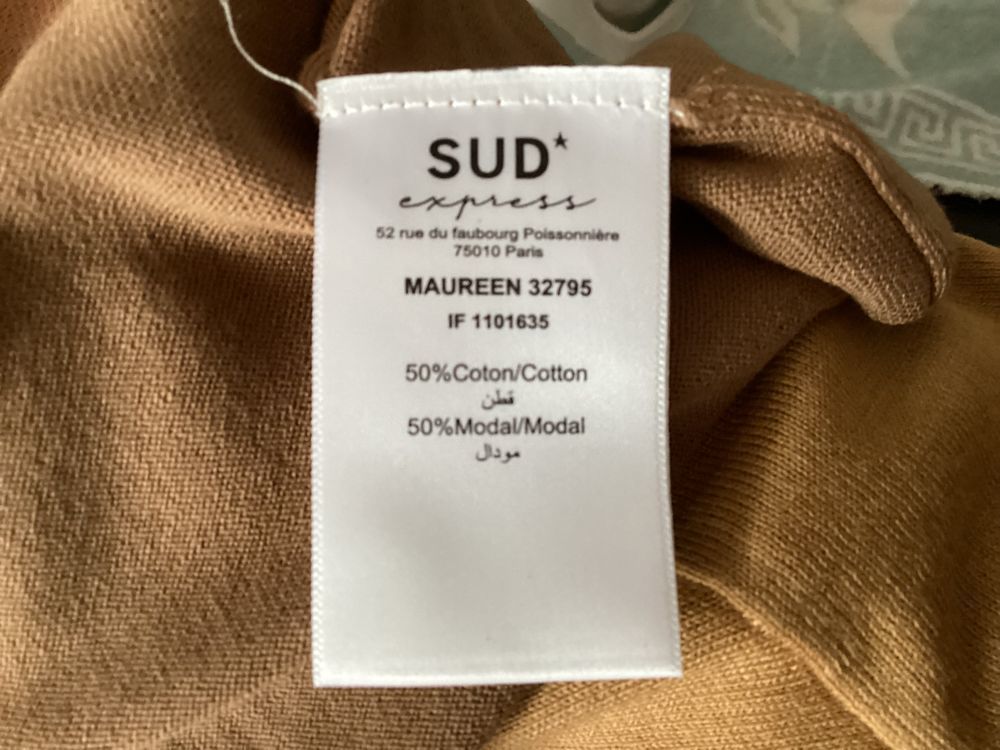 SUD*
express
52 rue du faubourg Poissonnière
75010 Paris
MAUREEN 32795
IF 1101635
50%Coton/Cotton
قطن
50%Modal/Modal
مودال